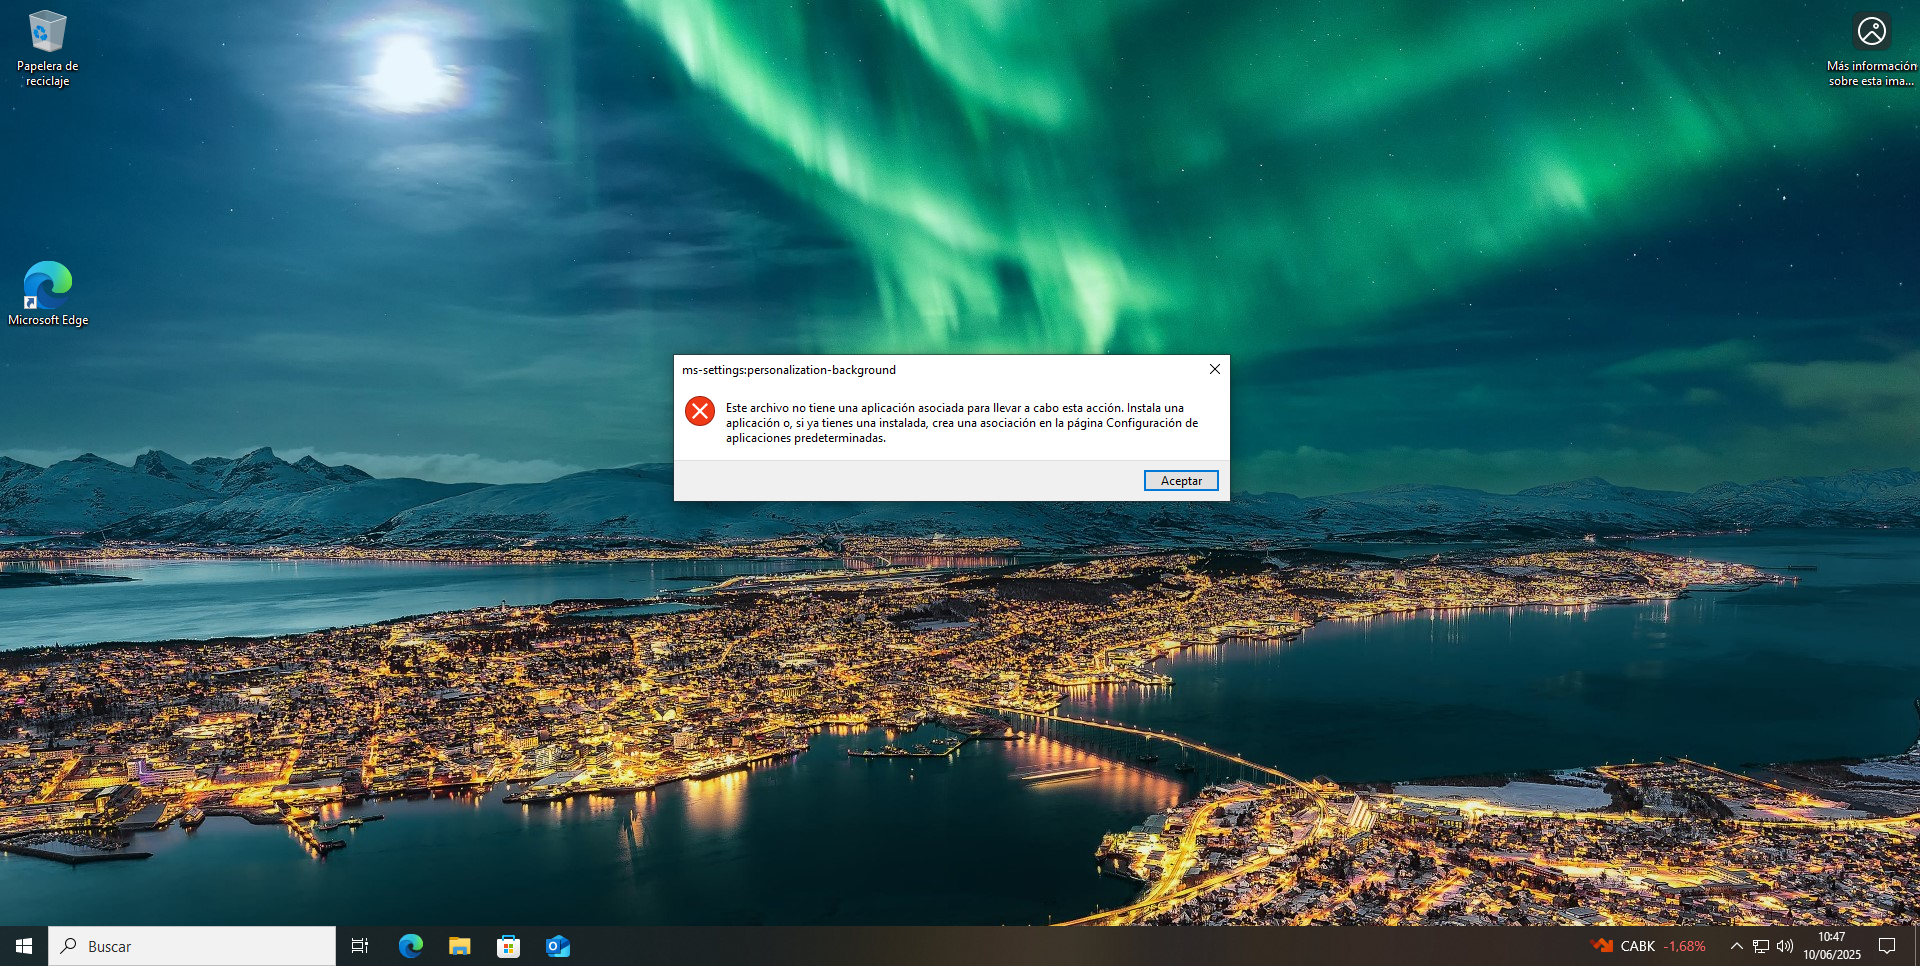 Papelera de
reciclaje
Más información
sobre esta ima...
Microsoft Edge
ms-settings:personalization-background
Este archivo no tiene una aplicación asociada para llevar a cabo esta acción. Instala una
aplicación o, si ya tienes una instalada, crea una asociación en la página Configuración de
aplicaciones predeterminadas.
Aceptar
Buscar
CABK -1,68%
10:47
10/06/2025